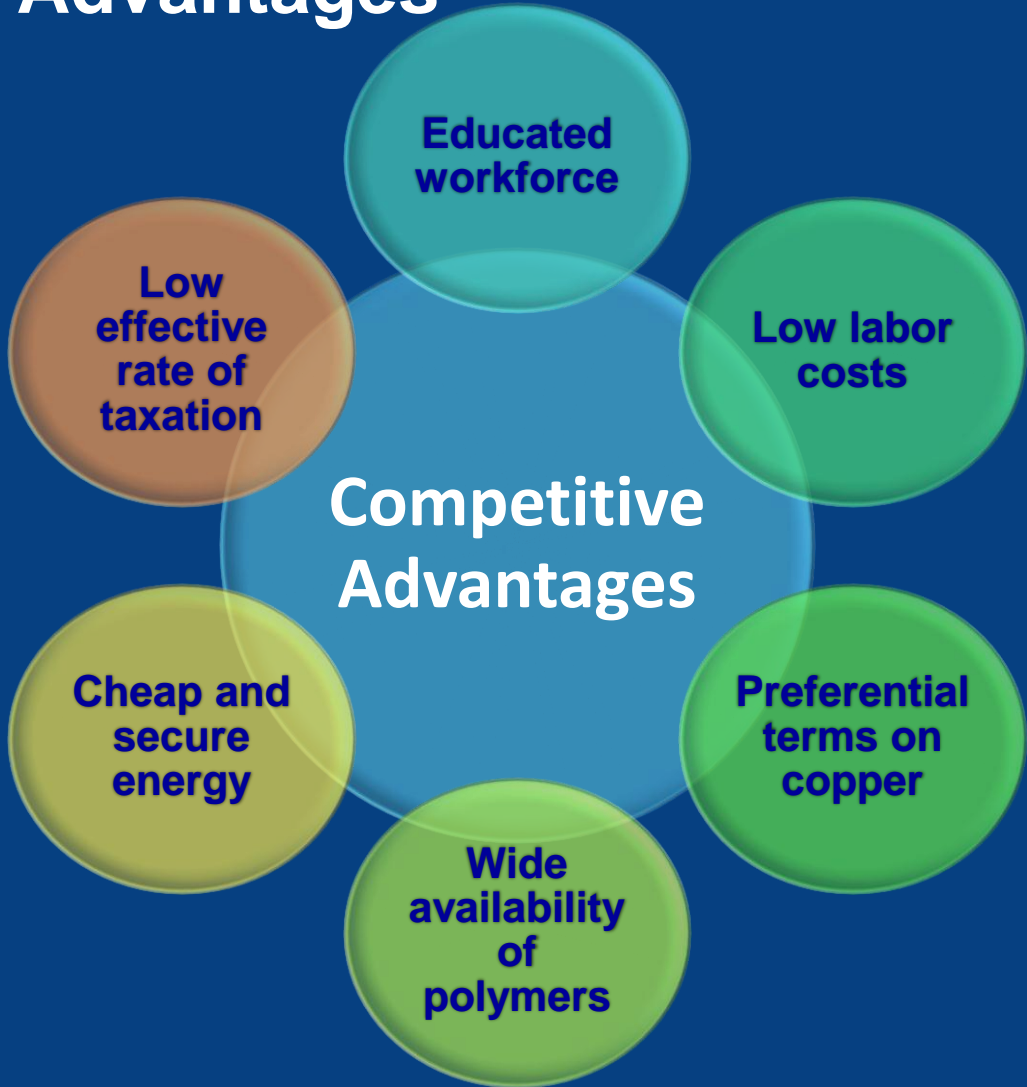 Advantages
Educated
workforce
Low labor
costs
Preferential
terms on
copper
Wide
availability
of
polymers
Cheap and
secure
energy
Low
effective
rate of
taxation
Competitive
Advantages